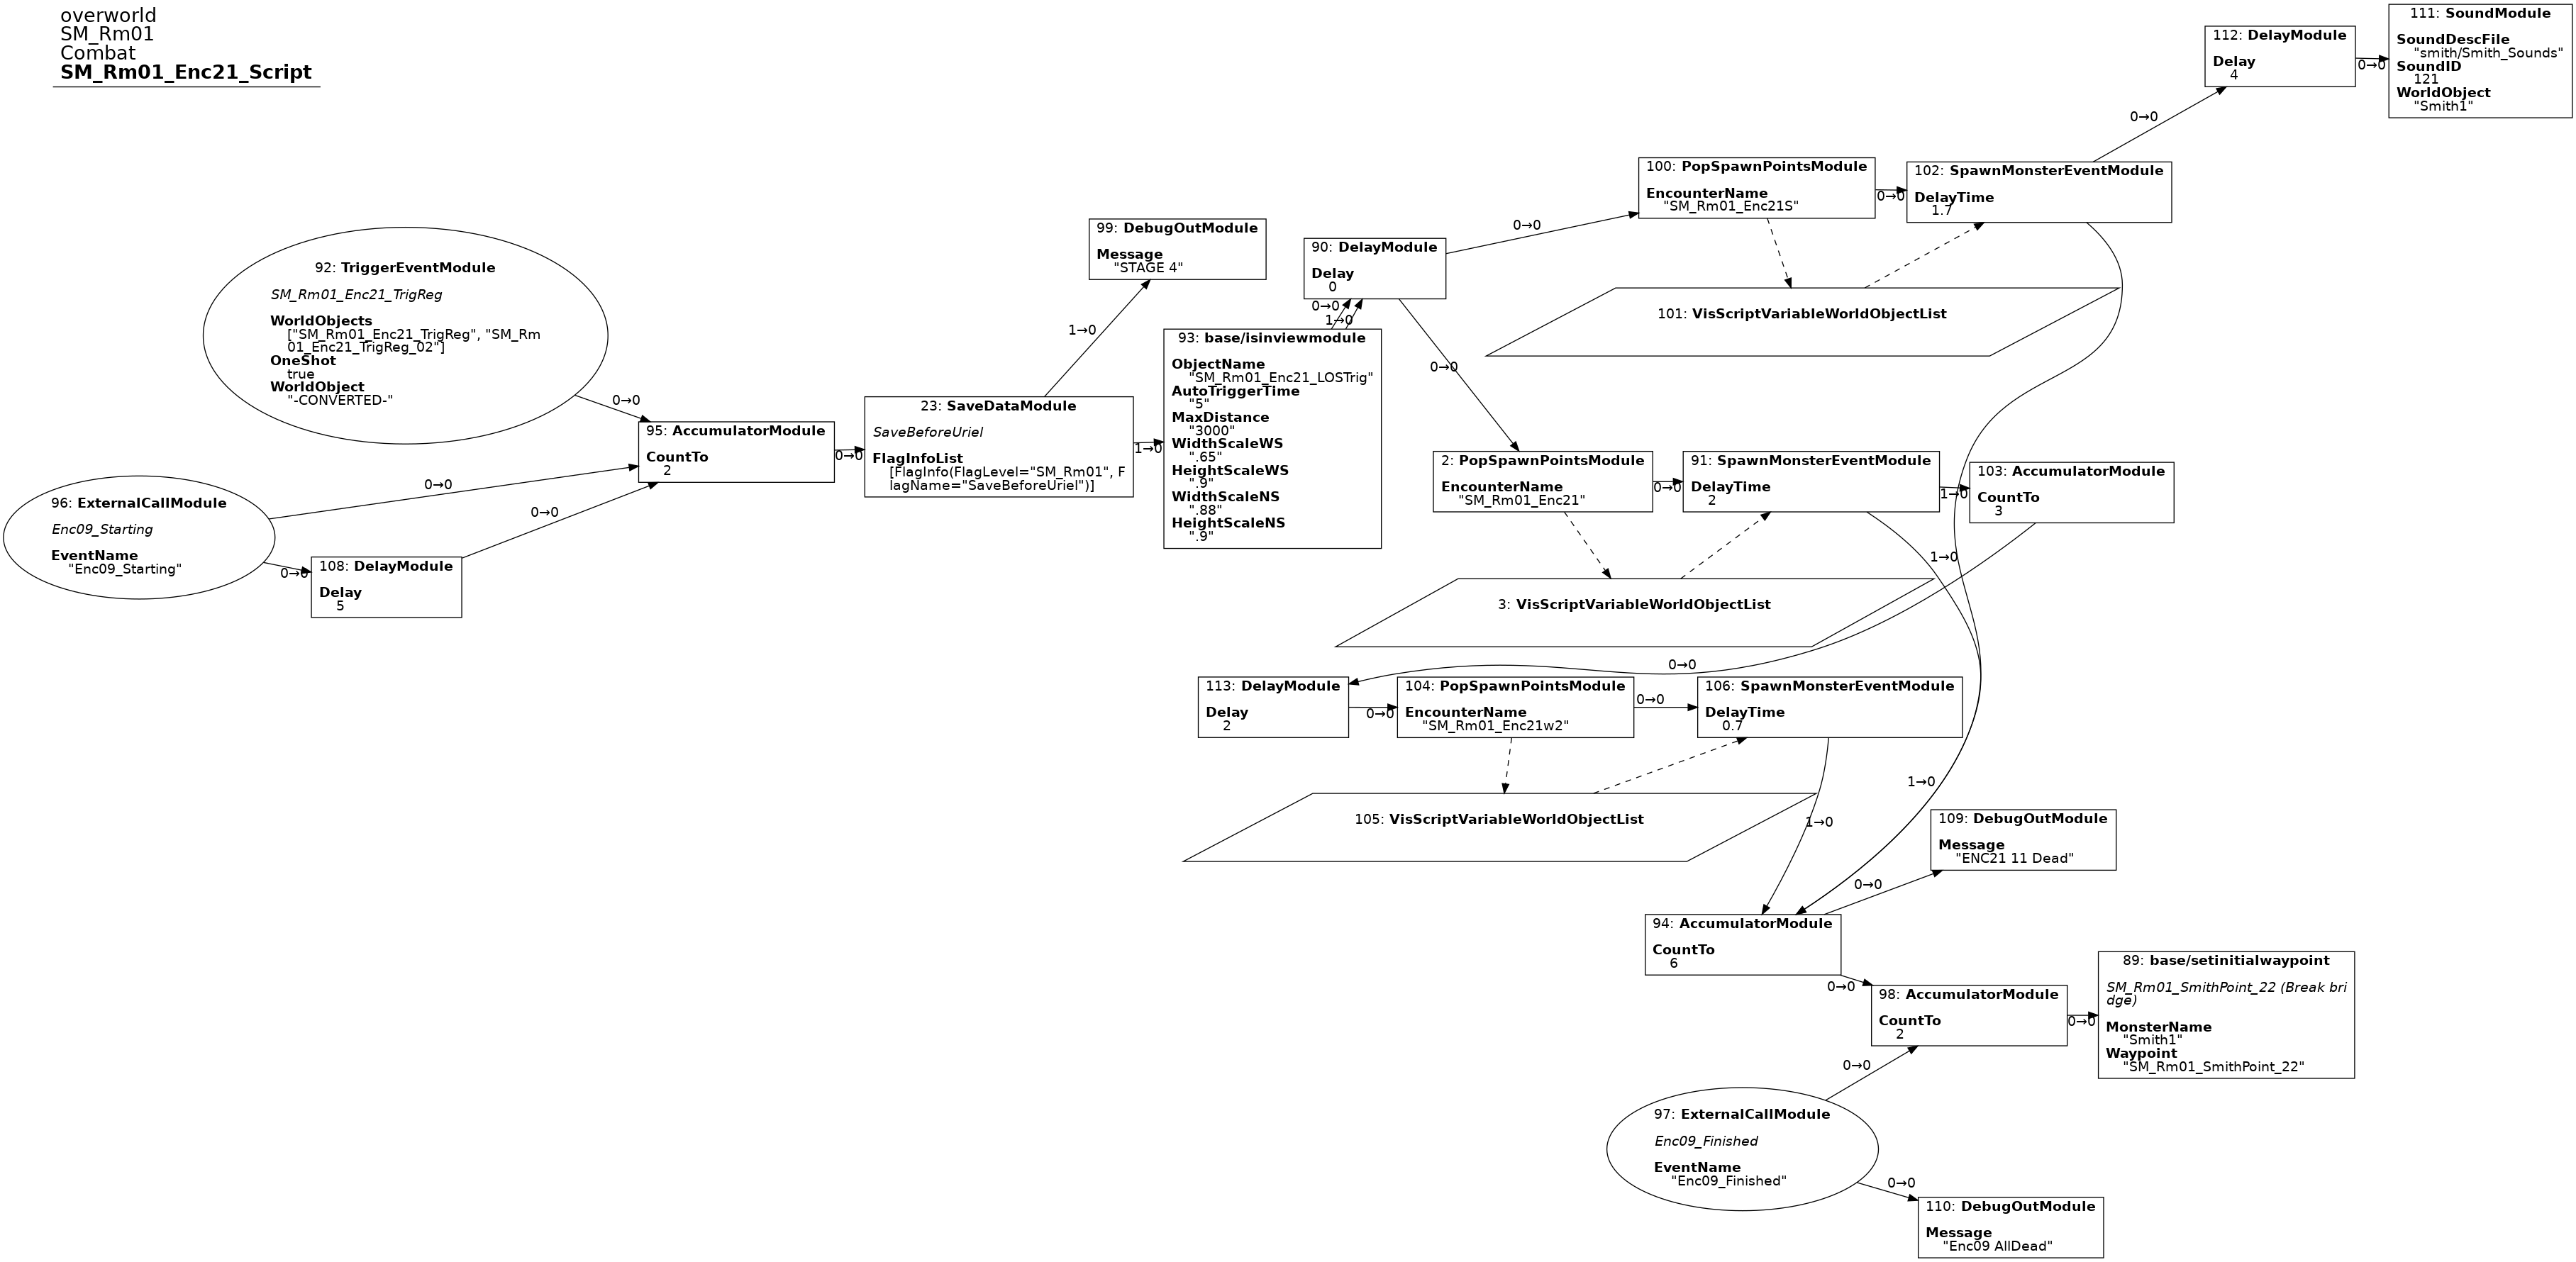 overworld
SM_Rm01
Combat
SM_Rm01_Enc21_Script
111: SoundModule
SoundDescFile
"smith/Smith_Sounds"
SoundID
121
WorldObject
"Smith1"
112: DelayModule
Delay
4
0→0
0→0
100: PopSpawnPointsModule
EncounterName
"SM_Rm01_Enc21S"
0→0
102: SpawnMonsterEventModule
DelayTime
1.7
99: DebugOutModule
Message
"STAGE 4"
90: DelayModule
Delay
0
0→0
92: TriggerEventModule
SM_Rm01_Enc21_TrigReg
WorldObjects
["SM_Rm01_Enc21_TrigReg", "SM_Rm
01_Enc21_TrigReg_02"]
OneShot
true
WorldObject
"-CONVERTED-"
101: VisScriptVariableWorldObjectList
0→0
1→0
1→0
93: base/isinviewmodule
ObjectName
"SM_Rm01_Enc21_LOSTrig"
AutoTriggerTime
"5"
MaxDistance
"3000"
WidthScaleWS
".65"
HeightScaleWS
".9"
WidthScaleNS
".88"
HeightScaleNS
".9"
0→0
0→0
95: AccumulatorModule
CountTo
2
0→0
23: SaveDataModule
SaveBeforeUriel
FlagInfoList
[FlagInfo(FlagLevel="SM_Rm01", F
lagName="SaveBeforeUriel")]
1→0
2: PopSpawnPointsModule
EncounterName
"SM_Rm01_Enc21"
0→0
91: SpawnMonsterEventModule
DelayTime
2
1→0
103: AccumulatorModule
CountTo
3
96: ExternalCallModule
Enc09_Starting
EventName
"Enc09_Starting"
0→0
0→0
0→0
108: DelayModule
Delay
5
1→0
3: VisScriptVariableWorldObjectList
0→0
113: DelayModule
Delay
2
0→0
104: PopSpawnPointsModule
EncounterName
"SM_Rm01_Enc21w2"
0→0
106: SpawnMonsterEventModule
DelayTime
0.7
1→0
105: VisScriptVariableWorldObjectList
1→0
109: DebugOutModule
Message
"ENC21 11 Dead"
0→0
94: AccumulatorModule
CountTo
6
0→0
98: AccumulatorModule
CountTo
2
0→0
89: base/setinitialwaypoint
SM_Rm01_SmithPoint_22 (Break bri
dge)
MonsterName
"Smith1"
Waypoint
"SM_Rm01_SmithPoint_22"
0→0
97: ExternalCallModule
Enc09_Finished
EventName
"Enc09_Finished"
0→0
110: DebugOutModule
Message
"Enc09 AllDead"